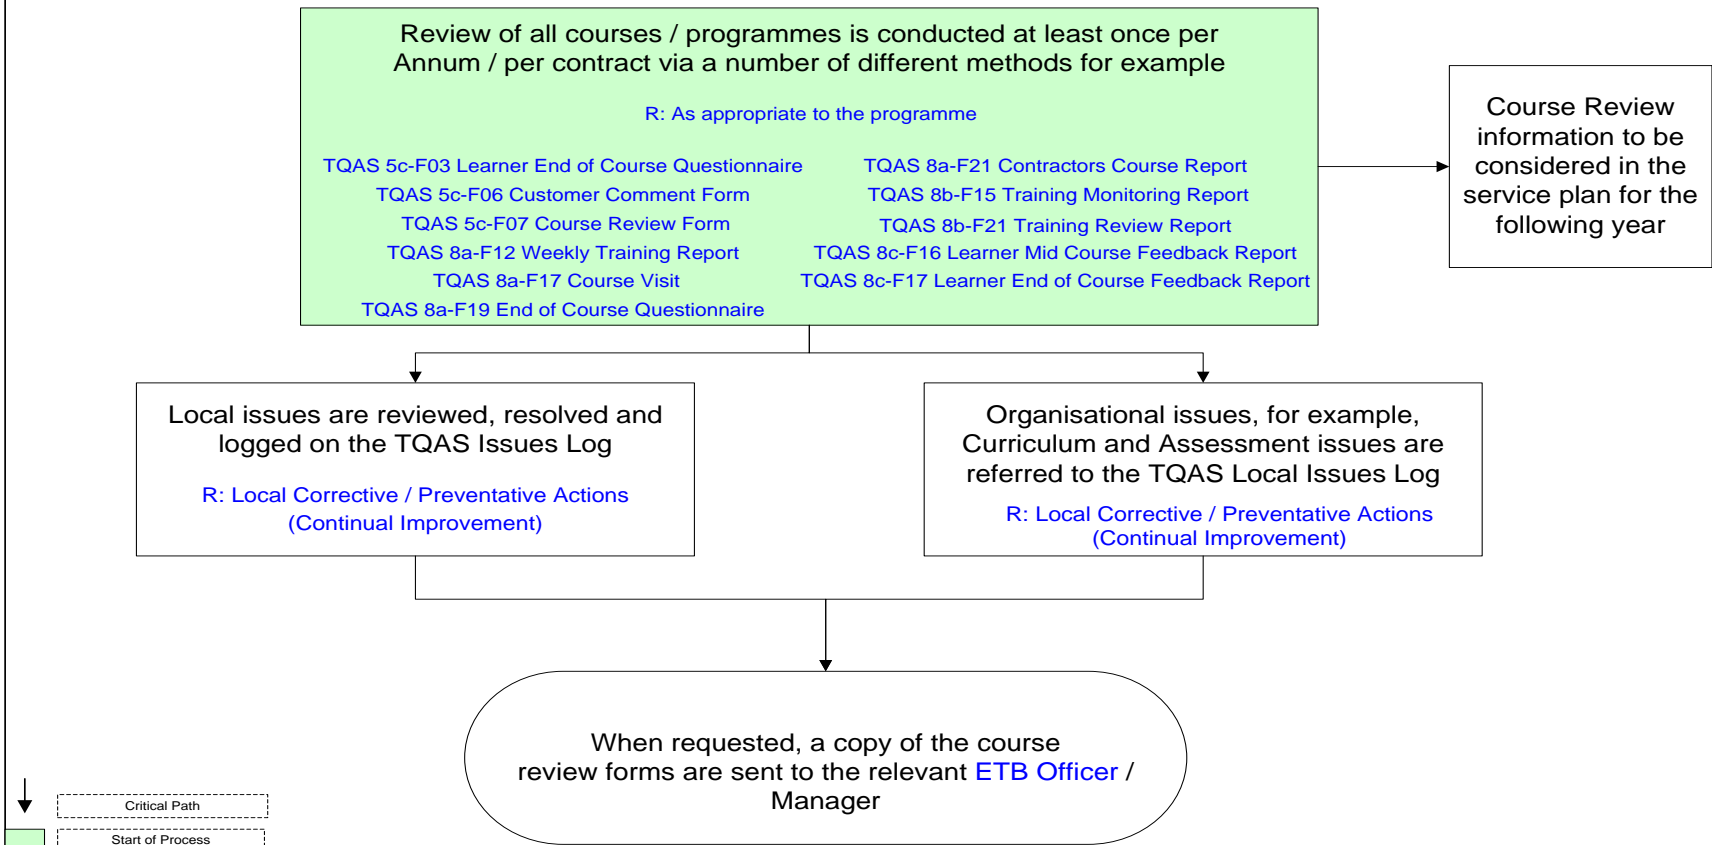 Review of all courses / programmes is conducted at least once per
Annum / per contract via a number of different methods for example
R: As appropriate to the programme
TQAS 5c-F03 Learner End of Course Questionnaire
TQAS 5c-F06 Customer Comment Form
TQAS 5c-F07 Course Review Form
TQAS 8a-F12 Weekly Training Report
TQAS 8a-F17 Course Visit
TQAS 8a-F19 End of Course Questionnaire
TQAS 8a-F21 Contractors Course Report
TQAS 8b-F15 Training Monitoring Report
TQAS 8b-F21 Training Review Report
TQAS 8c-F16 Learner Mid Course Feedback Report
TQAS 8c-F17 Learner End of Course Feedback Report
Course Review
information to be
considered in the
service plan for the
following year
Local issues are reviewed, resolved and
logged on the TQAS Issues Log
R: Local Corrective / Preventative Actions
(Continual Improvement)
Organisational issues, for example,
Curriculum and Assessment issues are
referred to the TQAS Local Issues Log
R: Local Corrective / Preventative Actions
(Continual Improvement)
When requested, a copy of the course
review forms are sent to the relevant ETB Officer /
Manager
Critical Path
Start of Process